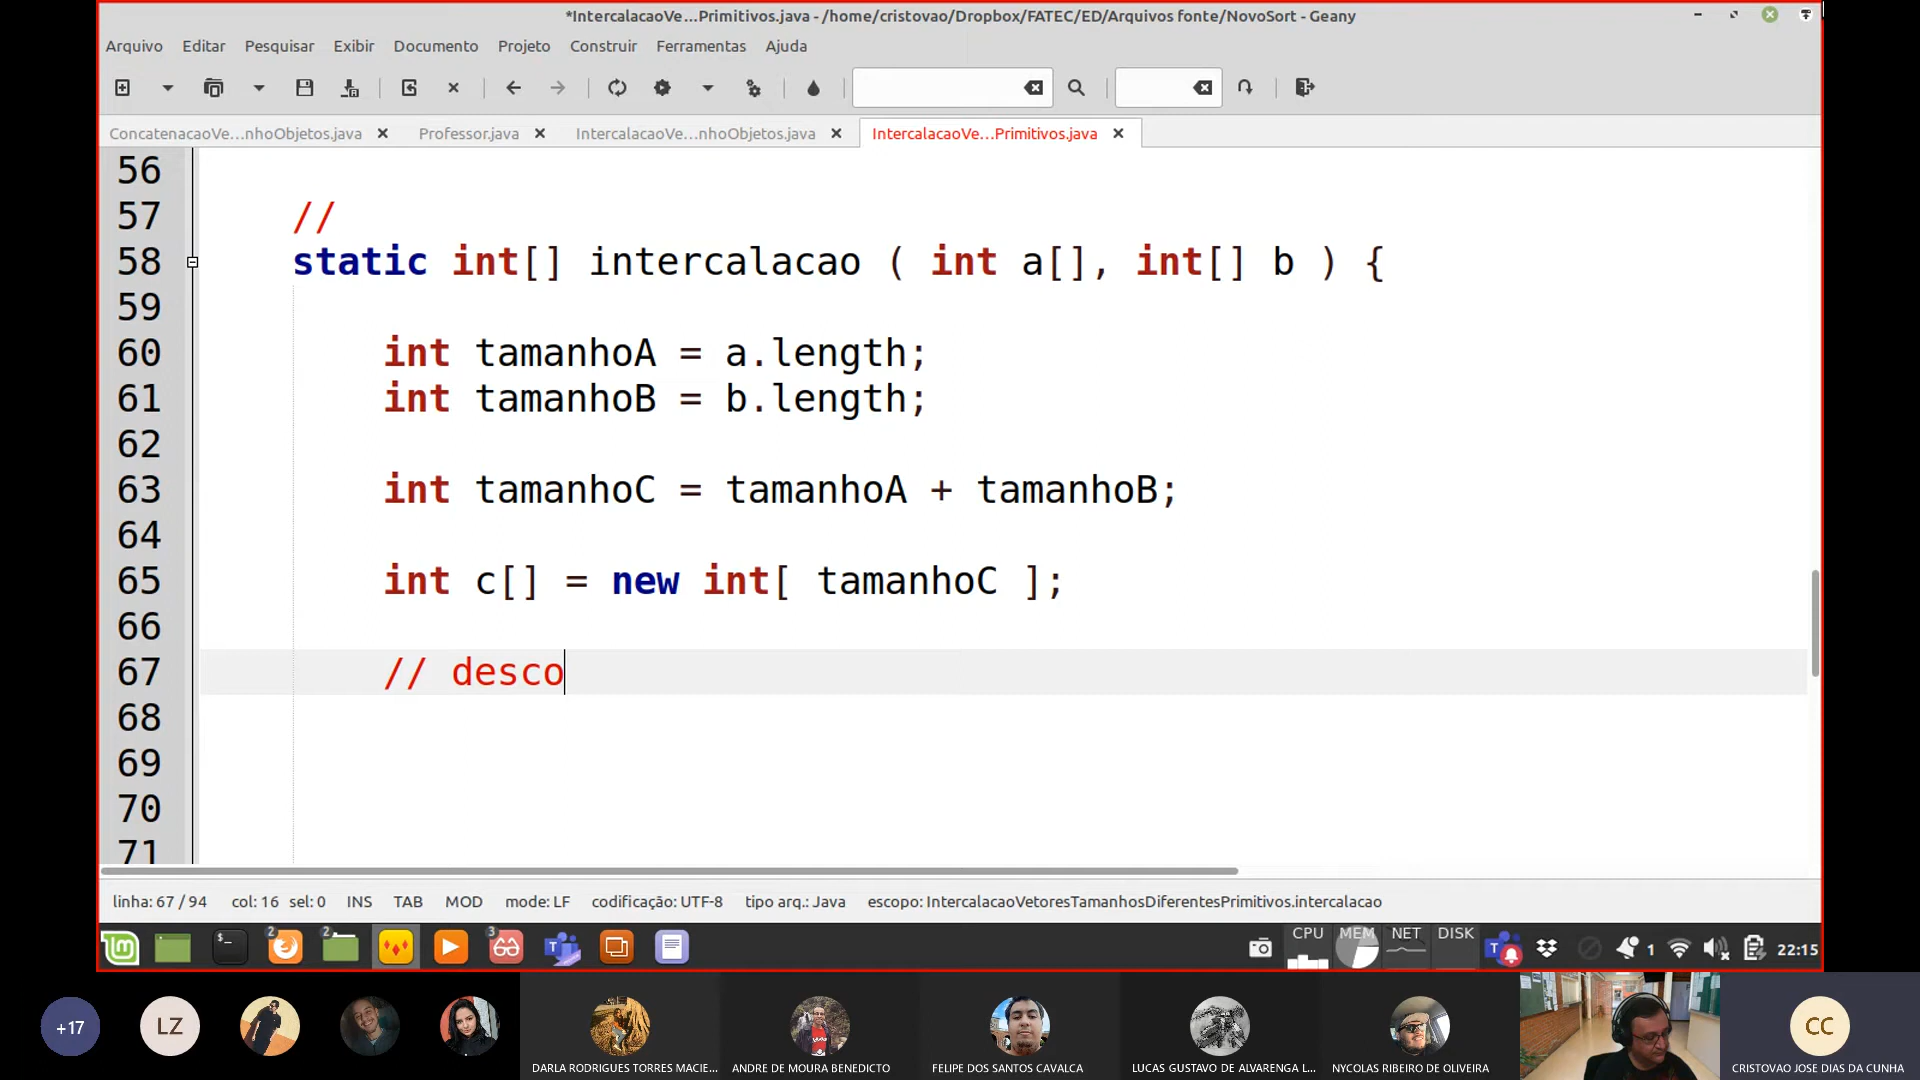 *IntercalacaoVe...Primitivos.java - /home/cristovao/Dropbox/FATEC/ED/Arquivos fonte/NovoSort - Geany
Arquivo Editar Pesquisar Exibir Documento Projeto Construir Ferramentas Ajuda
ConcatenacaoVe...nhoObjetos.java Professor.java IntercalacaoVe...nhoObjetos.java IntercalacaoVe...Primitivos.java
56
57 //
58 static int[] intercalacao ( int a[], int[] b ) {
59
60 int tamanhoA = a.length;
61 int tamanhoB = b.length;
62
63 int tamanhoC = tamanhoA + tamanhoB;
64
65 int c[] = new int[ tamanhoC ];
66
67 // desco
68
69
70
71
linha: 67 / 94 col: 16 sel: 0 INS TAB MOD mode: LF codificação: UTF-8 tipo arq.: Java escopo: IntercalacaoVetoresTamanhosDiferentesPrimitivos.intercalacao
2 2 3 CPU MEM NET DISK 1 22:15
+17 LZ CC
DARLA RODRIGUES TORRES MACIE... ANDRE DE MOURA BENEDICTO FELIPE DOS SANTOS CAVALCA LUCAS GUSTAVO DE ALVARENGA L... NYCOLAS RIBEIRO DE OLIVEIRA CRISTOVAO JOSE DIAS DA CUNHA